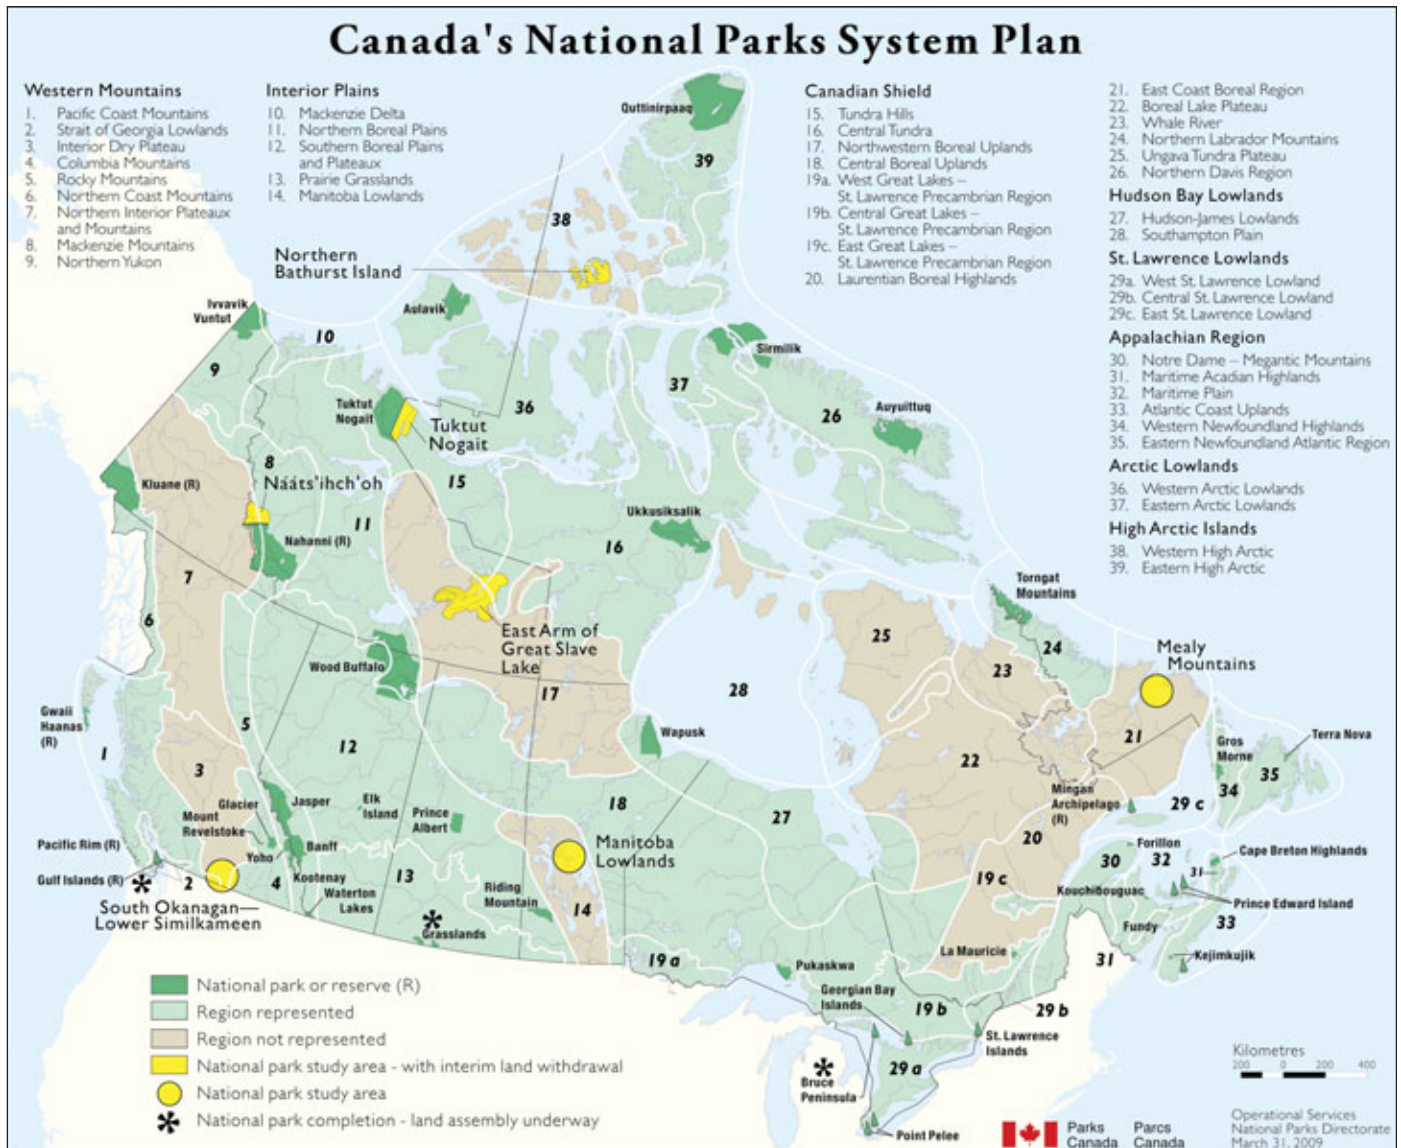 Canada's National Parks System Plan
Western Mountains
1. Pacific Coast Mountains
2. Strait of Georgia Lowlands
3. Interior Dry Plateau
4. Columbia Mountains
5. Rocky Mountains
6. Northern Coast Mountains
7. Northern Interior Plateaux
and Mountains
8. Mackenzie Mountains
9. Northern Yukon
Interior Plains
10. Mackenzie Delta
11. Northern Boreal Plains
12. Southern Boreal Plains
and Plateaux
13. Prairie Grasslands
14. Manitoba Lowlands
Canadian Shield
15. Tundra Hills
16. Central Tundra
17. Northwestern Boreal Uplands
18. Central Boreal Uplands
19a. West Great Lakes –
St. Lawrence Precambrian Region
19b. Central Great Lakes –
St. Lawrence Precambrian Region
19c. East Great Lakes –
St. Lawrence Precambrian Region
20. Laurentian Boreal Highlands
21. East Coast Boreal Region
22. Boreal Lake Plateau
23. Whale River
24. Northern Labrador Mountains
25. Ungava Tundra Plateau
26. Northern Davis Region
Hudson Bay Lowlands
27. Hudson-James Lowlands
28. Southampton Plain
St. Lawrence Lowlands
29a. West St. Lawrence Lowland
29b. Central St. Lawrence Lowland
29c. East St. Lawrence Lowland
Appalachian Region
30. Notre Dame – Megantic Mountains
31. Maritime Acadian Highlands
32. Maritime Plain
33. Atlantic Coast Uplands
34. Western Newfoundland Highlands
35. Eastern Newfoundland Atlantic Region
Arctic Lowlands
36. Western Arctic Lowlands
37. Eastern Arctic Lowlands
High Arctic Islands
38. Western High Arctic
39. Eastern High Arctic
Quttinirpaaq
39
38
Northern
Bathurst Island
Ivvavik
Vuntut
Aulavik
10
9
Sirmilik
37
36
26
Auyuittuq
Tuktut
Nogait
Tuktut
Nogait
8
Nááts'ihch'oh
15
Kluane (R)
11
Nahanni (R)
Ukkusiksalik
16
7
6
Torngat
Mountains
24
Mealy
Mountains
25
23
East Arm of
Great Slave
Lake
Wood Buffalo
17
28
Gwaii
Haanas
(R)
1
5
12
Wapusk
21
22
Gros
Morne
Terra Nova
34
35
3
Glacier
Mount
Revelstoke
Jasper
Elk
Island
Prince
Albert
18
27
Mingan
Archipelago
(R)
29 c
20
Pacific Rim (R)
Gulf Islands (R)
Yoho
Banff
Kootenay
Manitoba
Lowlands
Forillon
30
32
31
Cape Breton Highlands
2
4
Waterton
Lakes
13
Riding
Mountain
14
19 c
Kouchibouguac
Prince Edward Island
South Okanagan—
Lower Similkameen
Grasslands
Fundy
33
19 a
La Mauricie
31
Kejimkujik
Pukaskwa
Georgian Bay
Islands
19 b
29 b
St. Lawrence
Islands
29 a
Bruce
Peninsula
Point Pelee
National park or reserve (R)
Region represented
Region not represented
National park study area - with interim land withdrawal
National park study area
National park completion - land assembly underway
Kilometres
200 0 200 400
Parks
Canada
Parcs
Canada
Operational Services
National Parks Directorate
March 31, 2009